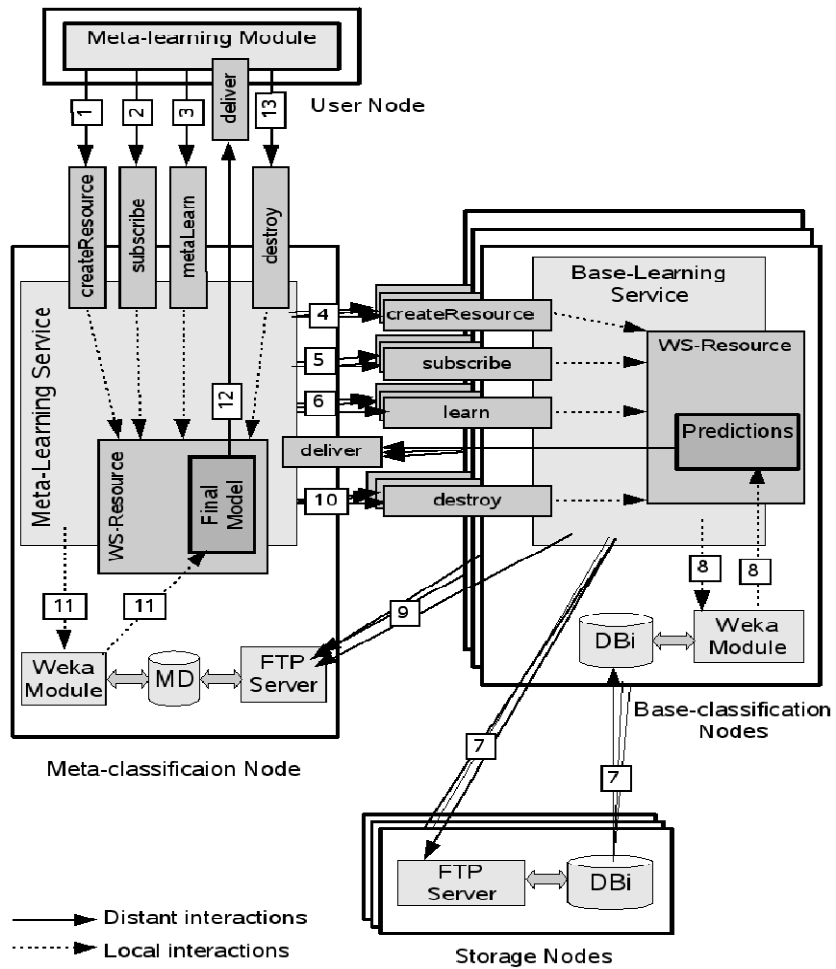 Meta-learning Module
deliver
User Node
1
2
3
13
createResource
subscribe
metaLearn
destroy
Meta-Learning Service
WS-Resource
Final
Model
12
4
5
6
10
createResource
subscribe
learn
deliver
destroy
Base-Learning
Service
WS-Resource
Predictions
8
8
11
11
9
Weka
Module
MD
FTP
Server
DBi
Weka
Module
Base-classification
Nodes
Meta-classificaion Node
7
7
FTP
Server
DBi
Storage Nodes
Distant interactions
Local interactions